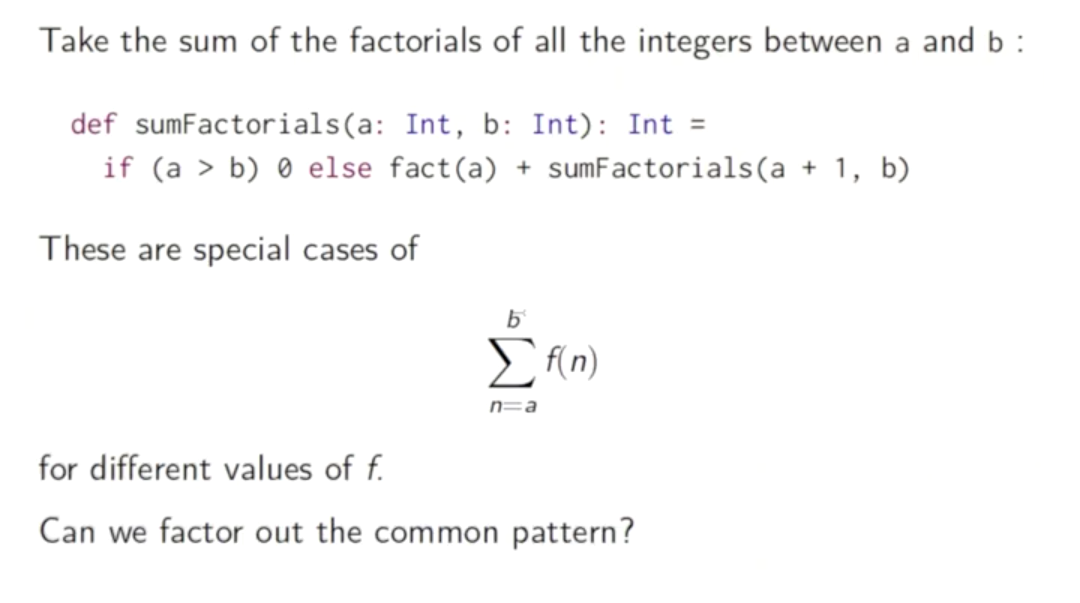 Take the sum of the factorials of all the integers between a and b :
def sumFactorials(a: Int, b: Int): Int =
if (a > b) 0 else fact(a) + sumFactorials(a + 1, b)
These are special cases of
b
∑ f(n)
n=a
for different values of f.
Can we factor out the common pattern?